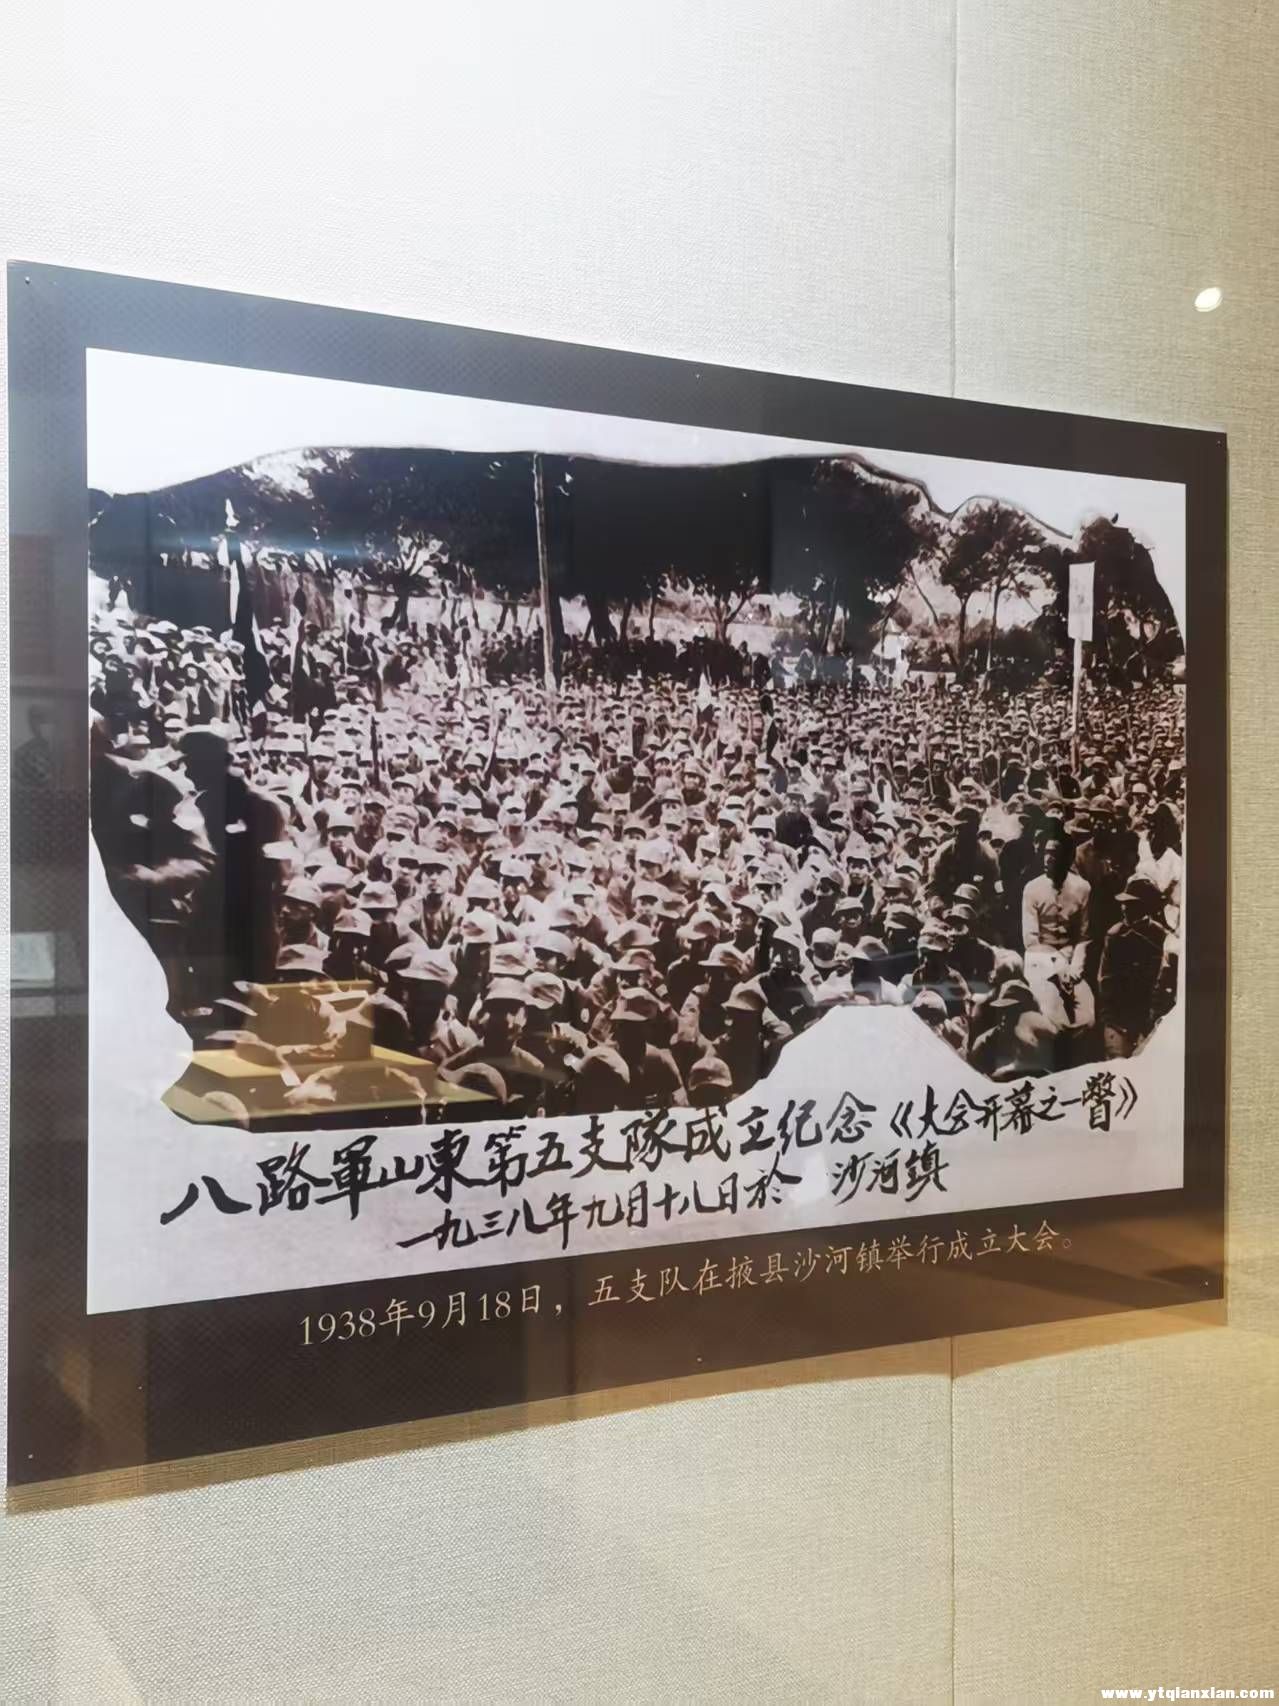 八路軍山東第五支隊成立纪念《大会开幕之一瞥》
一九三八年九月十八日於 沙河镇
1938年9月18日，五支队在掖县沙河镇举行成立大会。
www.ytqianxian.com